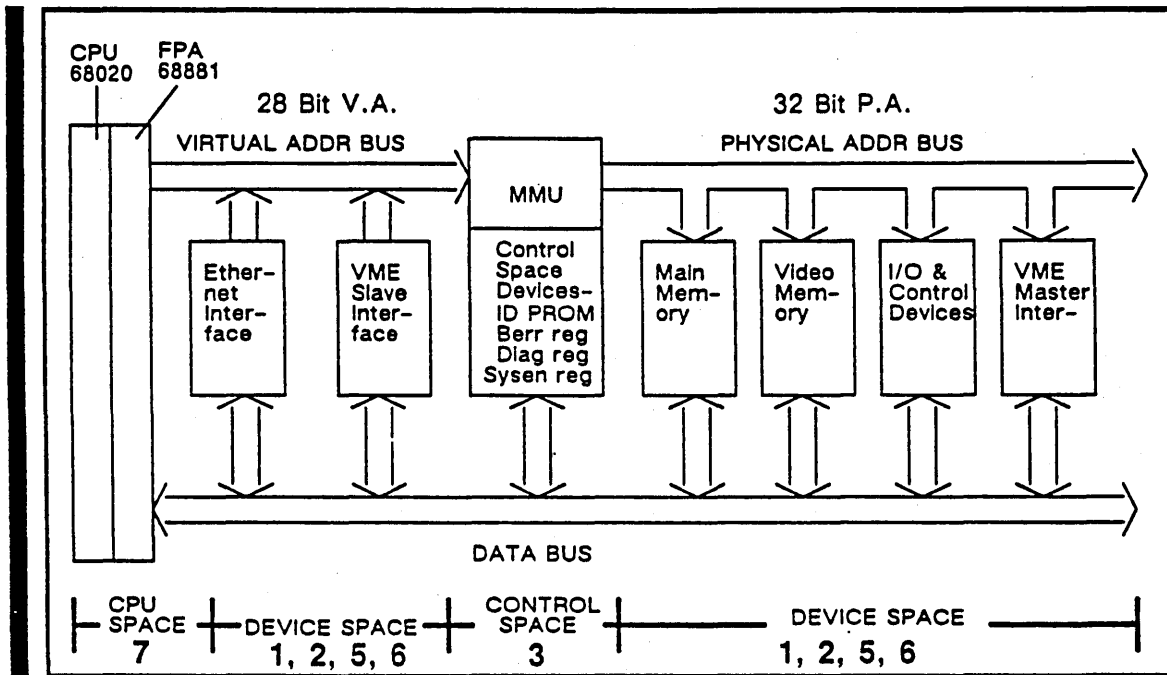 CPU
68020
FPA
68881
28 Bit V.A.
32 Bit P.A.
VIRTUAL ADDR BUS
PHYSICAL ADDR BUS
MMU
Ether-
net
Inter-
face
VME
Slave
Inter-
face
Control
Space
Devices-
ID PROM
Berr reg
Diag reg
Sysen reg
Main
Mem-
ory
Video
Mem-
ory
I/O &
Control
Devices
VME
Master
Inter-
DATA BUS
CPU
SPACE
7
DEVICE SPACE
1, 2, 5, 6
CONTROL
SPACE
3
DEVICE SPACE
1, 2, 5, 6